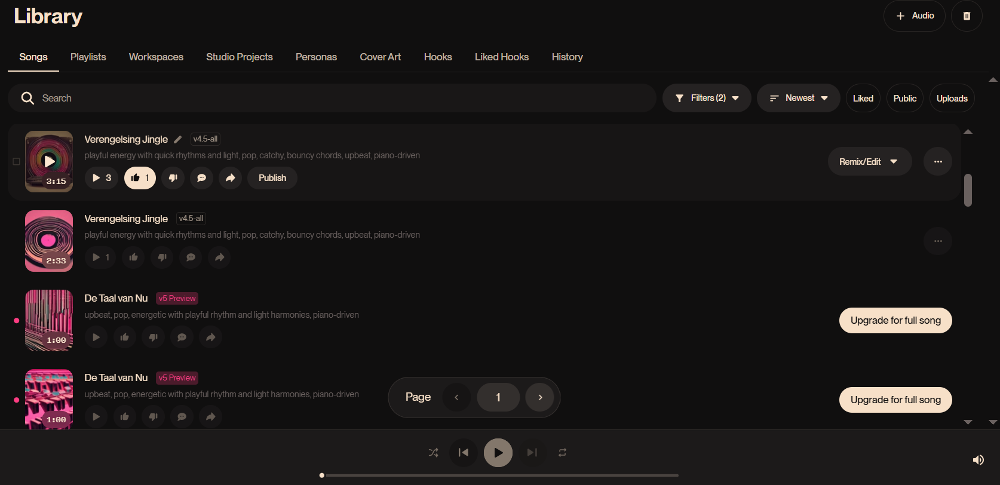 Library
Audio
Songs Playlists Workspaces Studio Projects Personas Cover Art Hooks Liked Hooks History
Search Filters (2) Newest Liked Public Uploads
Verengelsing Jingle v4.5-all
playful energy with quick rhythms and light, pop, catchy, bouncy chords, upbeat, piano-driven
Remix/Edit
3:15
3 1 Publish
Verengelsing Jingle v4.5-all
playful energy with quick rhythms and light, pop, catchy, bouncy chords, upbeat, piano-driven
2:33
1
De Taal van Nu v5 Preview
upbeat, pop, energetic with playful rhythm and light harmonies, piano-driven
Upgrade for full song
1:00
De Taal van Nu v5 Preview
upbeat, pop, energetic with playful rhythm and light harmonies, piano-driven
Upgrade for full song
1:00
Page 1